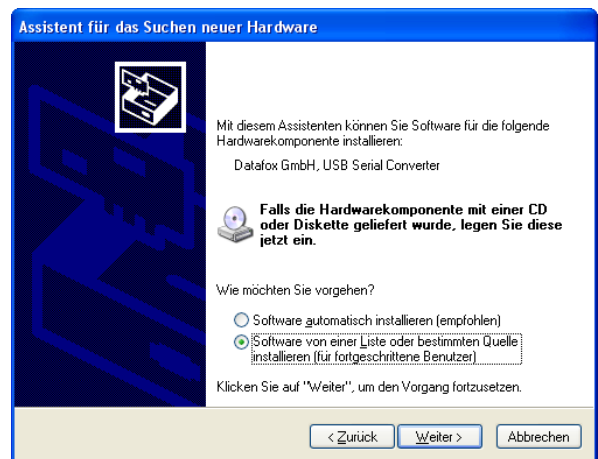 Assistent für das Suchen neuer Hardware
Mit diesem Assistenten können Sie Software für die folgende
Hardwarekomponente installieren:
Datafox GmbH, USB Serial Converter
Falls die Hardwarekomponente mit einer CD
oder Diskette geliefert wurde, legen Sie diese
jetzt ein.
Wie möchten Sie vorgehen?
Software automatisch installieren (empfohlen)
Software von einer Liste oder bestimmten Quelle
installieren (für fortgeschrittene Benutzer)
Klicken Sie auf "Weiter", um den Vorgang fortzusetzen.
< Zurück Weiter > Abbrechen